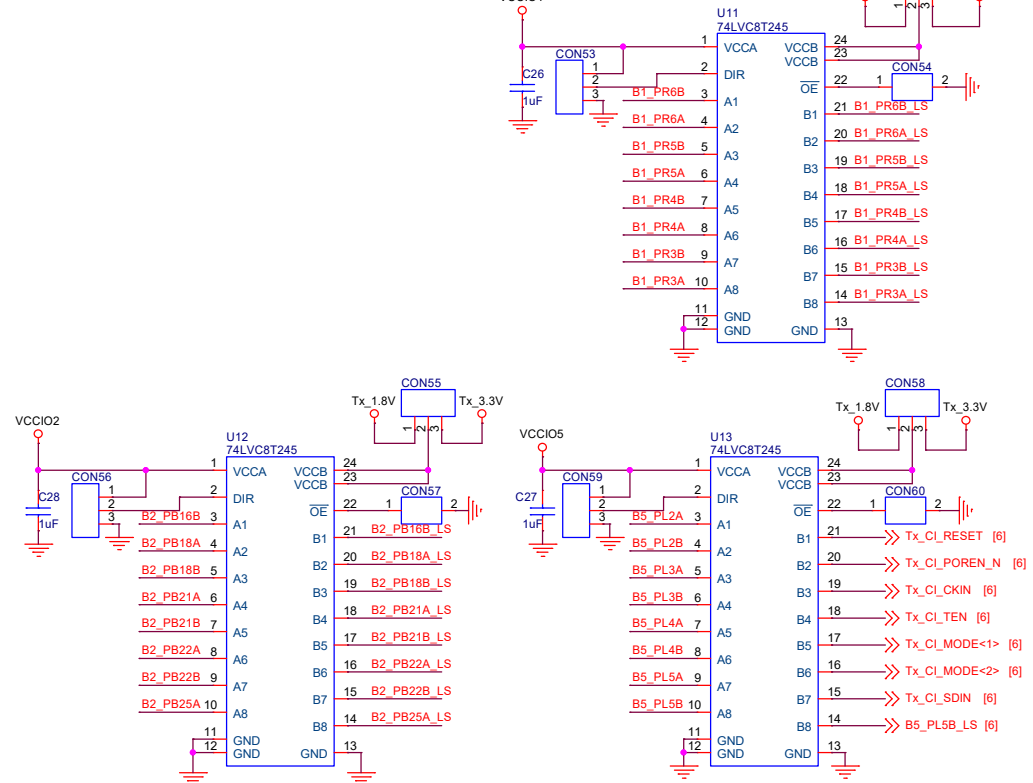 U11
74LVC8T245
1 2 3
1 VCCA VCCB 24
VCCB 23
C26
1uF
CON53
1
2
3
2 DIR
OE 22
CON54
1 2
B1_PR6B 3 A1 B1 21 B1_PR6B_LS
B1_PR6A 4 A2 B2 20 B1_PR6A_LS
B1_PR5B 5 A3 B3 19 B1_PR5B_LS
B1_PR5A 6 A4 B4 18 B1_PR5A_LS
B1_PR4B 7 A5 B5 17 B1_PR4B_LS
B1_PR4A 8 A6 B6 16 B1_PR4A_LS
B1_PR3B 9 A7 B7 15 B1_PR3B_LS
B1_PR3A 10 A8 B8 14 B1_PR3A_LS
11 GND
12 GND GND 13
CON55
Tx_1.8V Tx_3.3V
1 2 3
VCCIO2
U12
74LVC8T245
1 VCCA VCCB 24
VCCB 23
C28
1uF
CON56
1
2
3
2 DIR
OE 22
CON57
1 2
B2_PB16B 3 A1 B1 21 B2_PB16B_LS
B2_PB18A 4 A2 B2 20 B2_PB18A_LS
B2_PB18B 5 A3 B3 19 B2_PB18B_LS
B2_PB21A 6 A4 B4 18 B2_PB21A_LS
B2_PB21B 7 A5 B5 17 B2_PB21B_LS
B2_PB22A 8 A6 B6 16 B2_PB22A_LS
B2_PB22B 9 A7 B7 15 B2_PB22B_LS
B2_PB25A 10 A8 B8 14 B2_PB25A_LS
11 GND
12 GND GND 13
CON58
Tx_1.8V Tx_3.3V
1 2 3
VCCIO5
U13
74LVC8T245
1 VCCA VCCB 24
VCCB 23
C27
1uF
CON59
1
2
3
2 DIR
OE 22
CON60
1 2
B5_PL2A 3 A1 B1 21 Tx_CI_RESET [6]
B5_PL2B 4 A2 B2 20 Tx_CI_POREN_N [6]
B5_PL3A 5 A3 B3 19 Tx_CI_CKIN [6]
B5_PL3B 6 A4 B4 18 Tx_CI_TEN [6]
B5_PL4A 7 A5 B5 17 Tx_CI_MODE<1> [6]
B5_PL4B 8 A6 B6 16 Tx_CI_MODE<2> [6]
B5_PL5A 9 A7 B7 15 Tx_CI_SDIN [6]
B5_PL5B 10 A8 B8 14 B5_PL5B_LS [6]
11 GND
12 GND GND 13